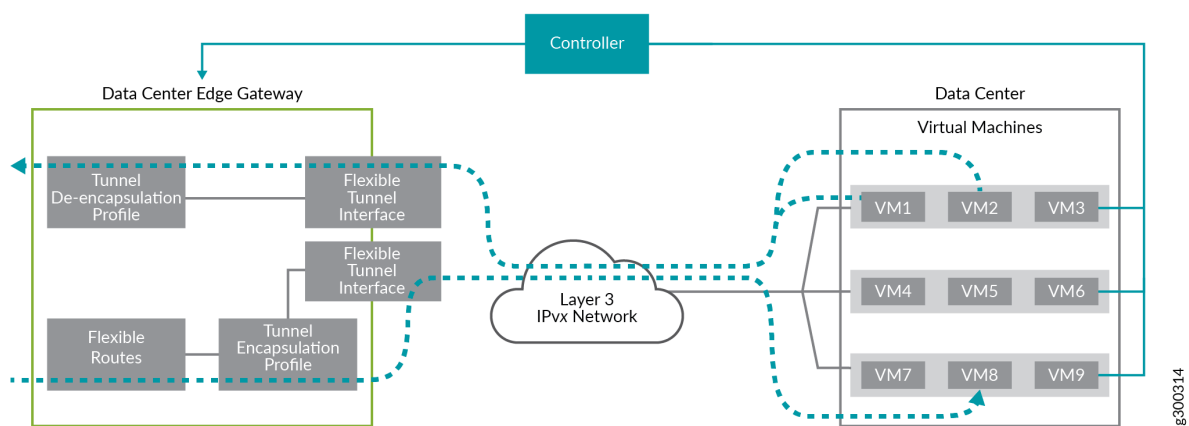 Controller
Data Center Edge Gateway
Data Center
Virtual Machines
Tunnel
De-encapsulation
Profile
Flexible
Tunnel
Interface
VM1
VM2
VM3
Flexible
Tunnel
Interface
Layer 3
IPvx Network
VM4
VM5
VM6
Flexible
Routes
Tunnel
Encapsulation
Profile
VM7
VM8
VM9
g300314